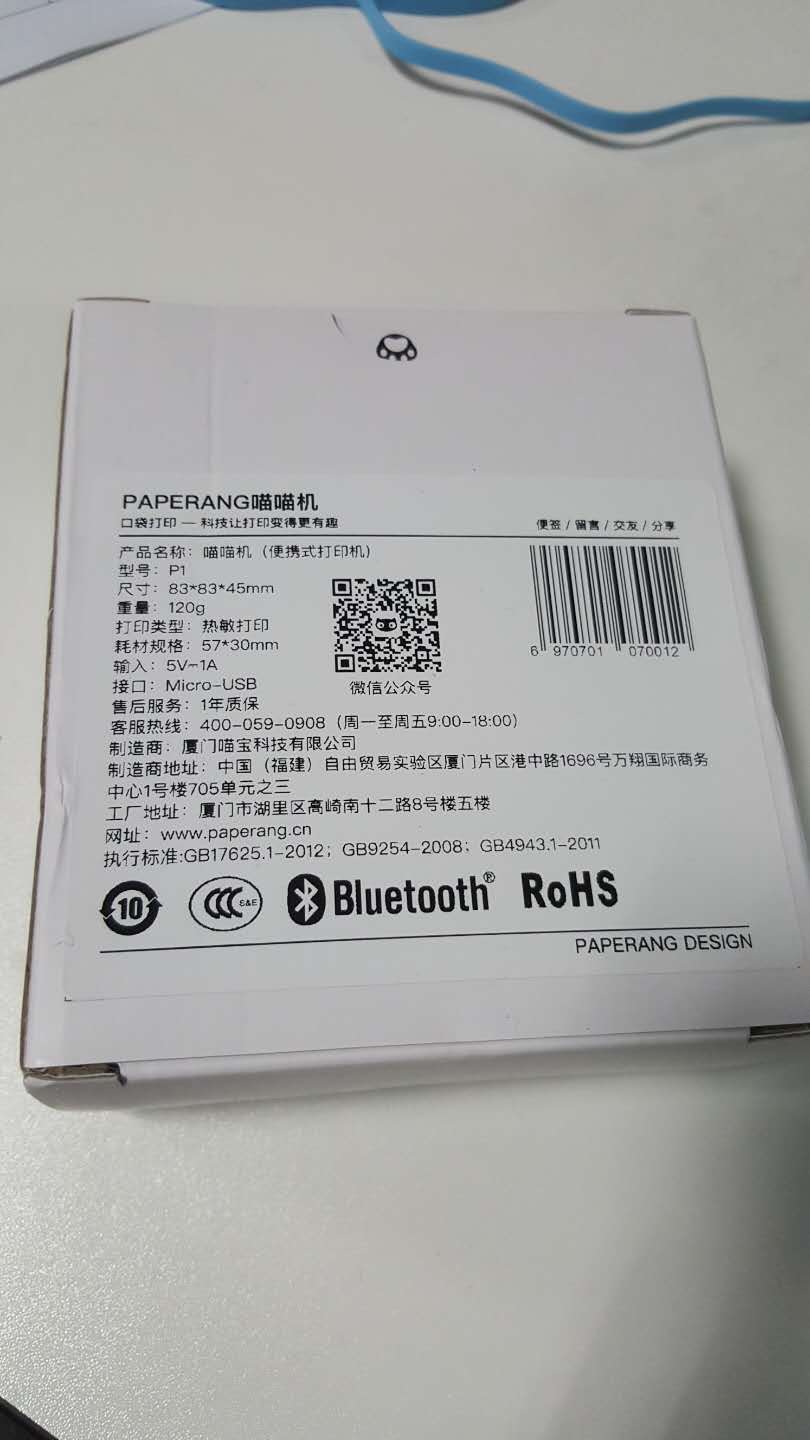 PAPERANG喵喵机
口袋打印 — 科技让打印变得更有趣
便签 / 留言 / 交友 / 分享
产品名称：喵喵机（便携式打印机）
型号：P1
尺寸：83*83*45mm
重量：120g
打印类型：热敏打印
耗材规格：57*30mm
输入：5V⎓1A
接口：Micro-USB
售后服务：1年质保
微信公众号
6 970701 070012
客服热线：400-059-0908（周一至周五9:00-18:00）
制造商：厦门喵宝科技有限公司
制造商地址：中国（福建）自由贸易实验区厦门片区港中路1696号万翔国际商务
中心1号楼705单元之三
工厂地址：厦门市湖里区高崎南十二路8号楼五楼
网址：www.paperang.cn
执行标准:GB17625.1-2012；GB9254-2008；GB4943.1-2011
10 CCC S&E Bluetooth® RoHS
PAPERANG DESIGN